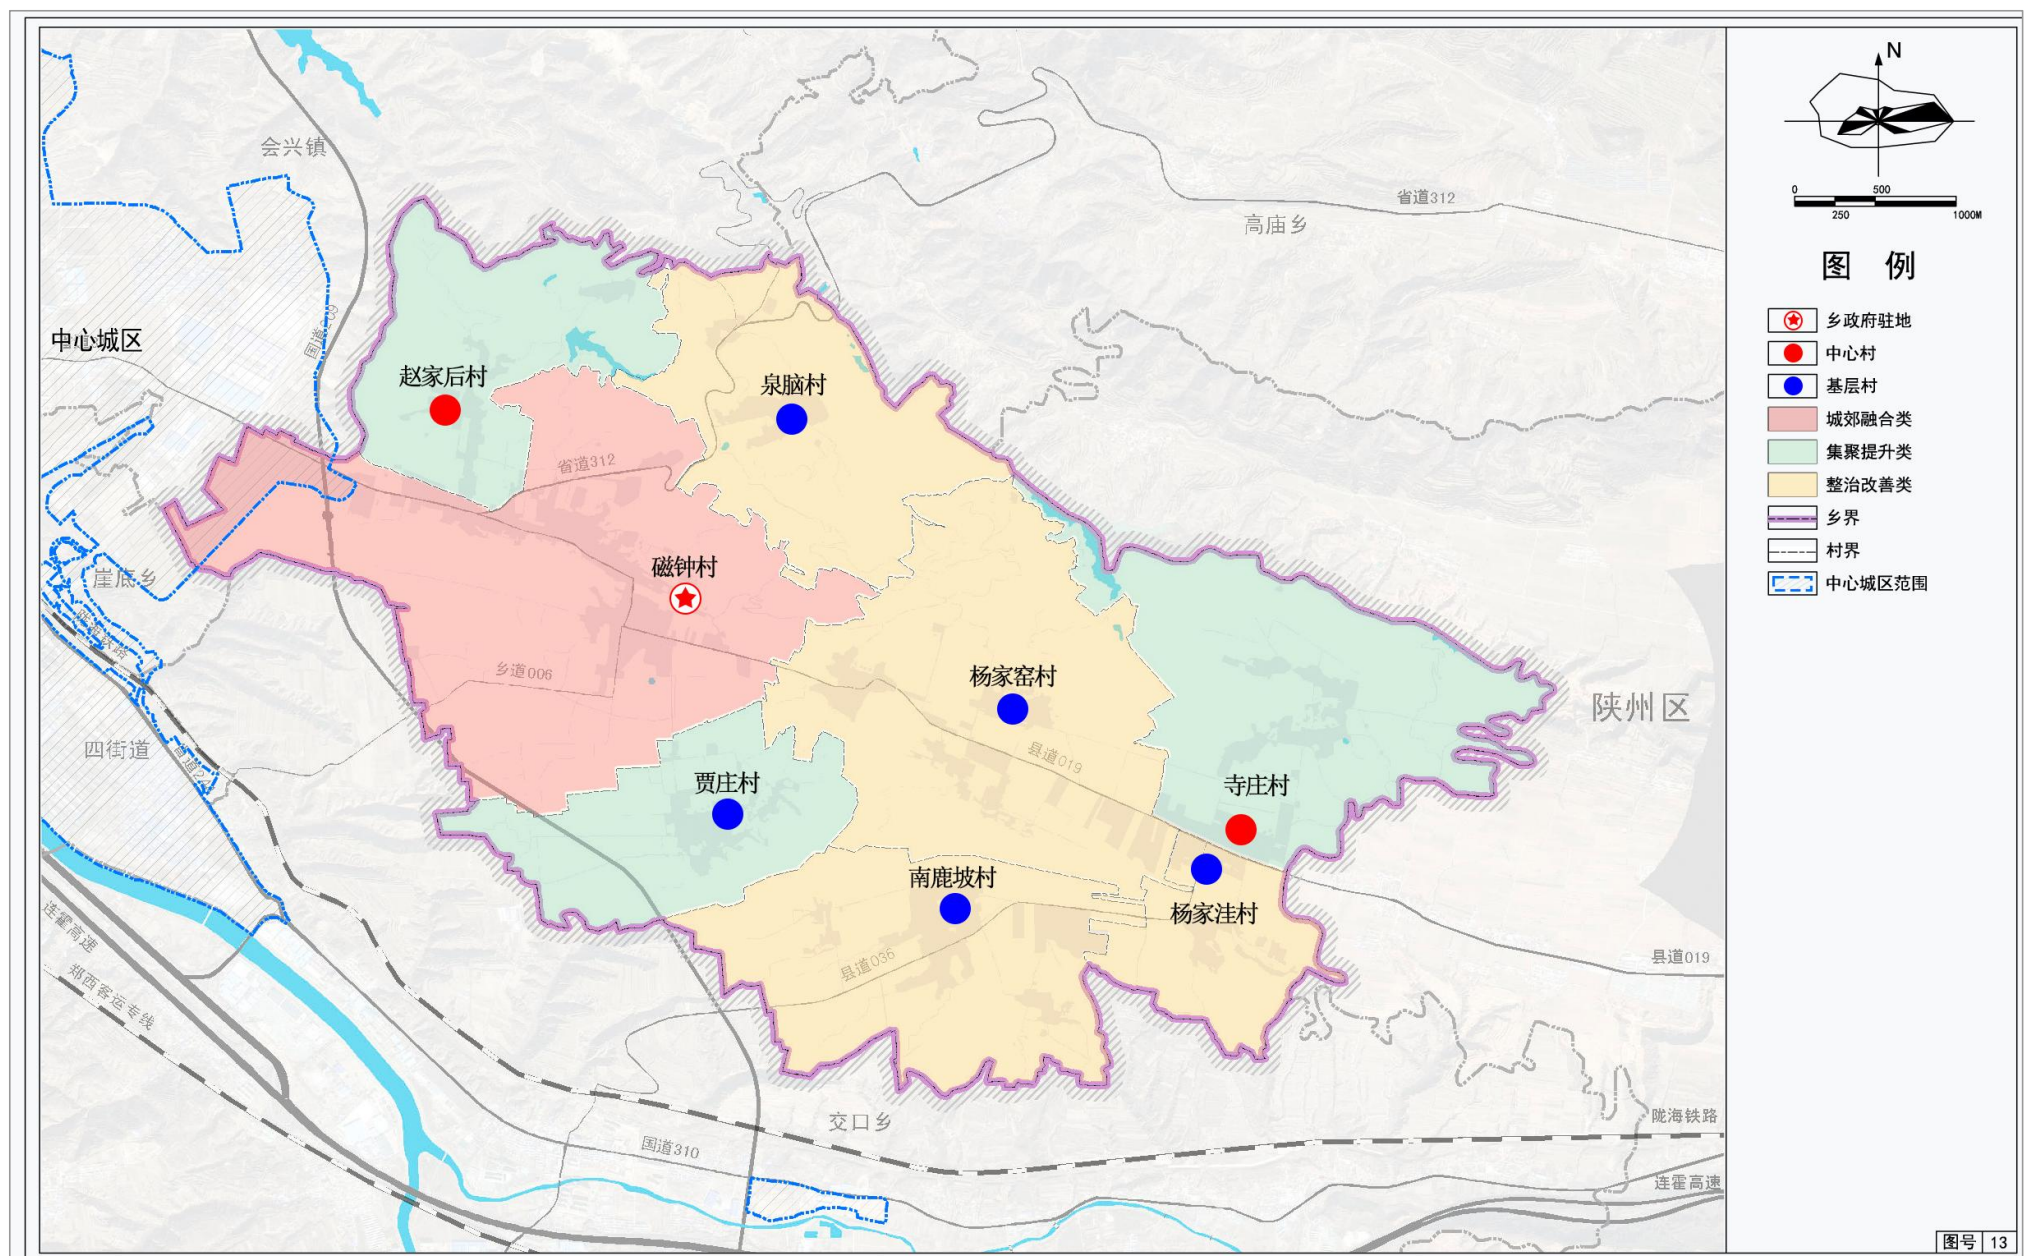 会兴镇
高庙乡
省道312
中心城区
赵家后村
泉脑村
省道312
磁钟村
崖底乡
乡道006
杨家窑村
陕州区
四街道
县道019
贾庄村
寺庄村
南鹿坡村
杨家洼村
县道036
县道019
连霍高速
郑西客运专线
交口乡
陇海铁路
国道310
连霍高速
N
0
500
250
1000M
图 例
乡政府驻地
中心村
基层村
城郊融合类
集聚提升类
整治改善类
乡界
村界
中心城区范围
图号 13